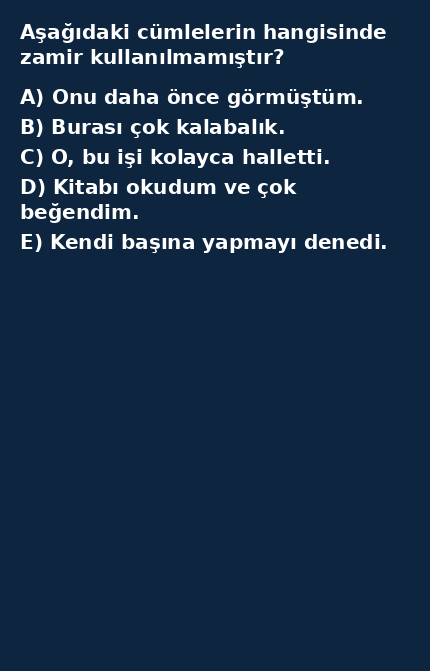 Aşağıdaki cümlelerin hangisinde
zamir kullanılmamıştır?
A) Onu daha önce görmüştüm.
B) Burası çok kalabalık.
C) O, bu işi kolayca halletti.
D) Kitabı okudum ve çok
beğendim.
E) Kendi başına yapmayı denedi.